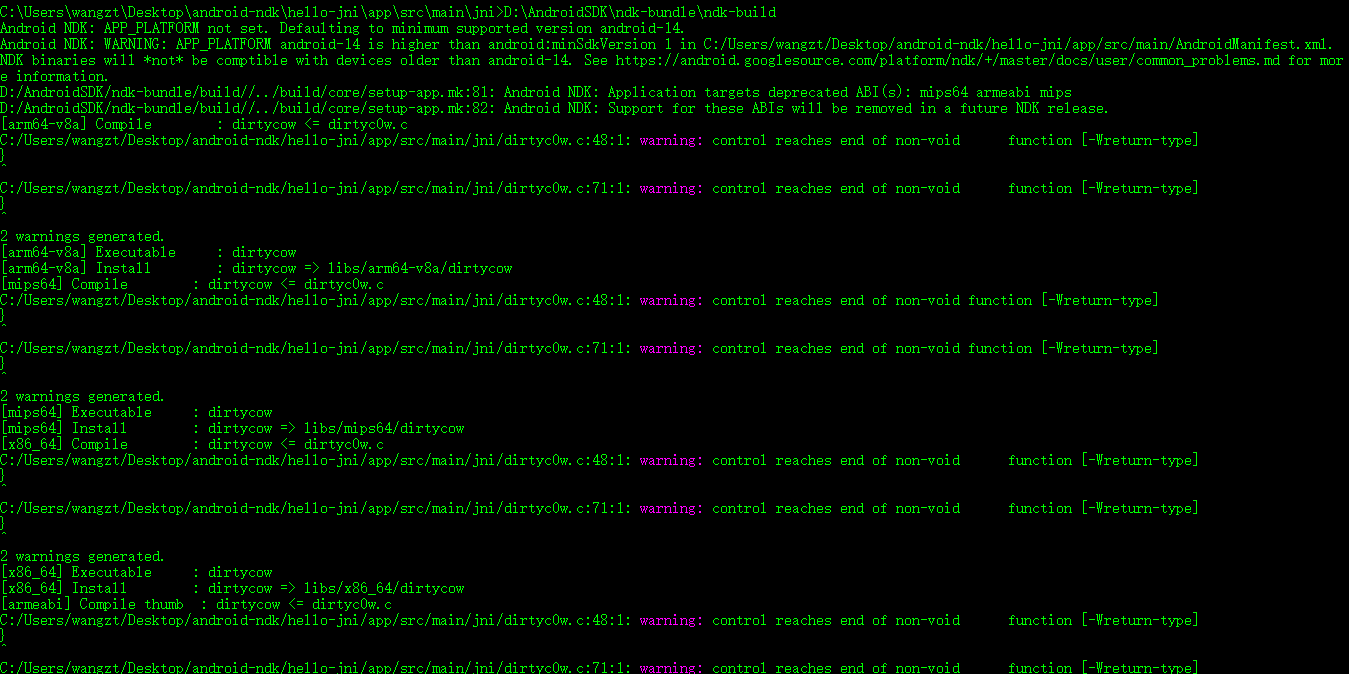 C:\Users\wangzt\Desktop\android-ndk\hello-jni\app\src\main\jni>D:\AndroidSDK\ndk-bundle\ndk-build
Android NDK: APP_PLATFORM not set. Defaulting to minimum supported version android-14.
Android NDK: WARNING: APP_PLATFORM android-14 is higher than android:minSdkVersion 1 in C:/Users/wangzt/Desktop/android-ndk/hello-jni/app/src/main/AndroidManifest.xml.
NDK binaries will *not* be comptible with devices older than android-14. See https://android.googlesource.com/platform/ndk/+/master/docs/user/common_problems.md for mor
e information.
D:/AndroidSDK/ndk-bundle/build//../build/core/setup-app.mk:81: Android NDK: Application targets deprecated ABI(s): mips64 armeabi mips
D:/AndroidSDK/ndk-bundle/build//../build/core/setup-app.mk:82: Android NDK: Support for these ABIs will be removed in a future NDK release.
[arm64-v8a] Compile        : dirtycow <= dirtyc0w.c
C:/Users/wangzt/Desktop/android-ndk/hello-jni/app/src/main/jni/dirtyc0w.c:48:1: warning: control reaches end of non-void      function [-Wreturn-type]
}
^
C:/Users/wangzt/Desktop/android-ndk/hello-jni/app/src/main/jni/dirtyc0w.c:71:1: warning: control reaches end of non-void      function [-Wreturn-type]
}
^
2 warnings generated.
[arm64-v8a] Executable     : dirtycow
[arm64-v8a] Install        : dirtycow => libs/arm64-v8a/dirtycow
[mips64] Compile        : dirtycow <= dirtyc0w.c
C:/Users/wangzt/Desktop/android-ndk/hello-jni/app/src/main/jni/dirtyc0w.c:48:1: warning: control reaches end of non-void function [-Wreturn-type]
}
^
C:/Users/wangzt/Desktop/android-ndk/hello-jni/app/src/main/jni/dirtyc0w.c:71:1: warning: control reaches end of non-void function [-Wreturn-type]
}
^
2 warnings generated.
[mips64] Executable     : dirtycow
[mips64] Install        : dirtycow => libs/mips64/dirtycow
[x86_64] Compile        : dirtycow <= dirtyc0w.c
C:/Users/wangzt/Desktop/android-ndk/hello-jni/app/src/main/jni/dirtyc0w.c:48:1: warning: control reaches end of non-void      function [-Wreturn-type]
}
^
C:/Users/wangzt/Desktop/android-ndk/hello-jni/app/src/main/jni/dirtyc0w.c:71:1: warning: control reaches end of non-void      function [-Wreturn-type]
}
^
2 warnings generated.
[x86_64] Executable     : dirtycow
[x86_64] Install        : dirtycow => libs/x86_64/dirtycow
[armeabi] Compile thumb  : dirtycow <= dirtyc0w.c
C:/Users/wangzt/Desktop/android-ndk/hello-jni/app/src/main/jni/dirtyc0w.c:48:1: warning: control reaches end of non-void      function [-Wreturn-type]
}
^
C:/Users/wangzt/Desktop/android-ndk/hello-jni/app/src/main/jni/dirtyc0w.c:71:1: warning: control reaches end of non-void      function [-Wreturn-type]